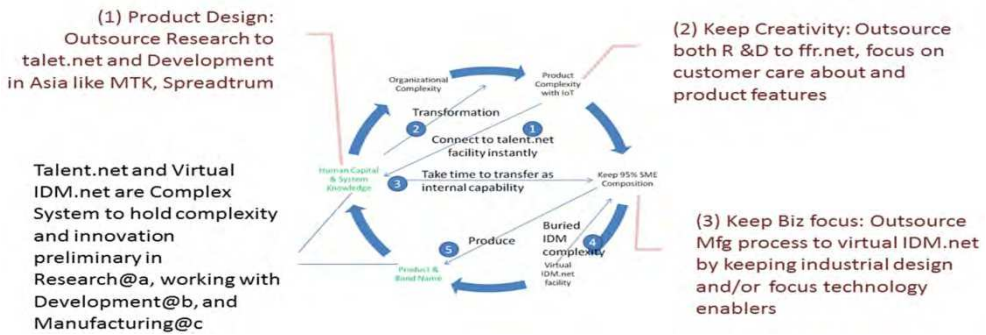 (1) Product Design:
Outsource Research to
talet.net and Development
in Asia like MTK, Spreadtrum
(2) Keep Creativity: Outsource
both R &D to ffr.net, focus on
customer care about and
product features
Organizational
Complexity
Product
Complexity
with IoT
Transformation
2
1
Connect to talent.net
facility instantly
Human Capital
& System
Knowledge
3
Take time to transfer as
internal capability
Keep 95% SME
Composition
Talent.net and Virtual
IDM.net are Complex
System to hold complexity
and innovation
preliminary in
Research@a, working with
Development@b, and
Manufacturing@c
5
Produce
Buried
IDM
complexity
4
Product &
Band Name
Virtual
IDM.net
facility
(3) Keep Biz focus: Outsource
Mfg process to virtual IDM.net
by keeping industrial design
and/or focus technology
enablers